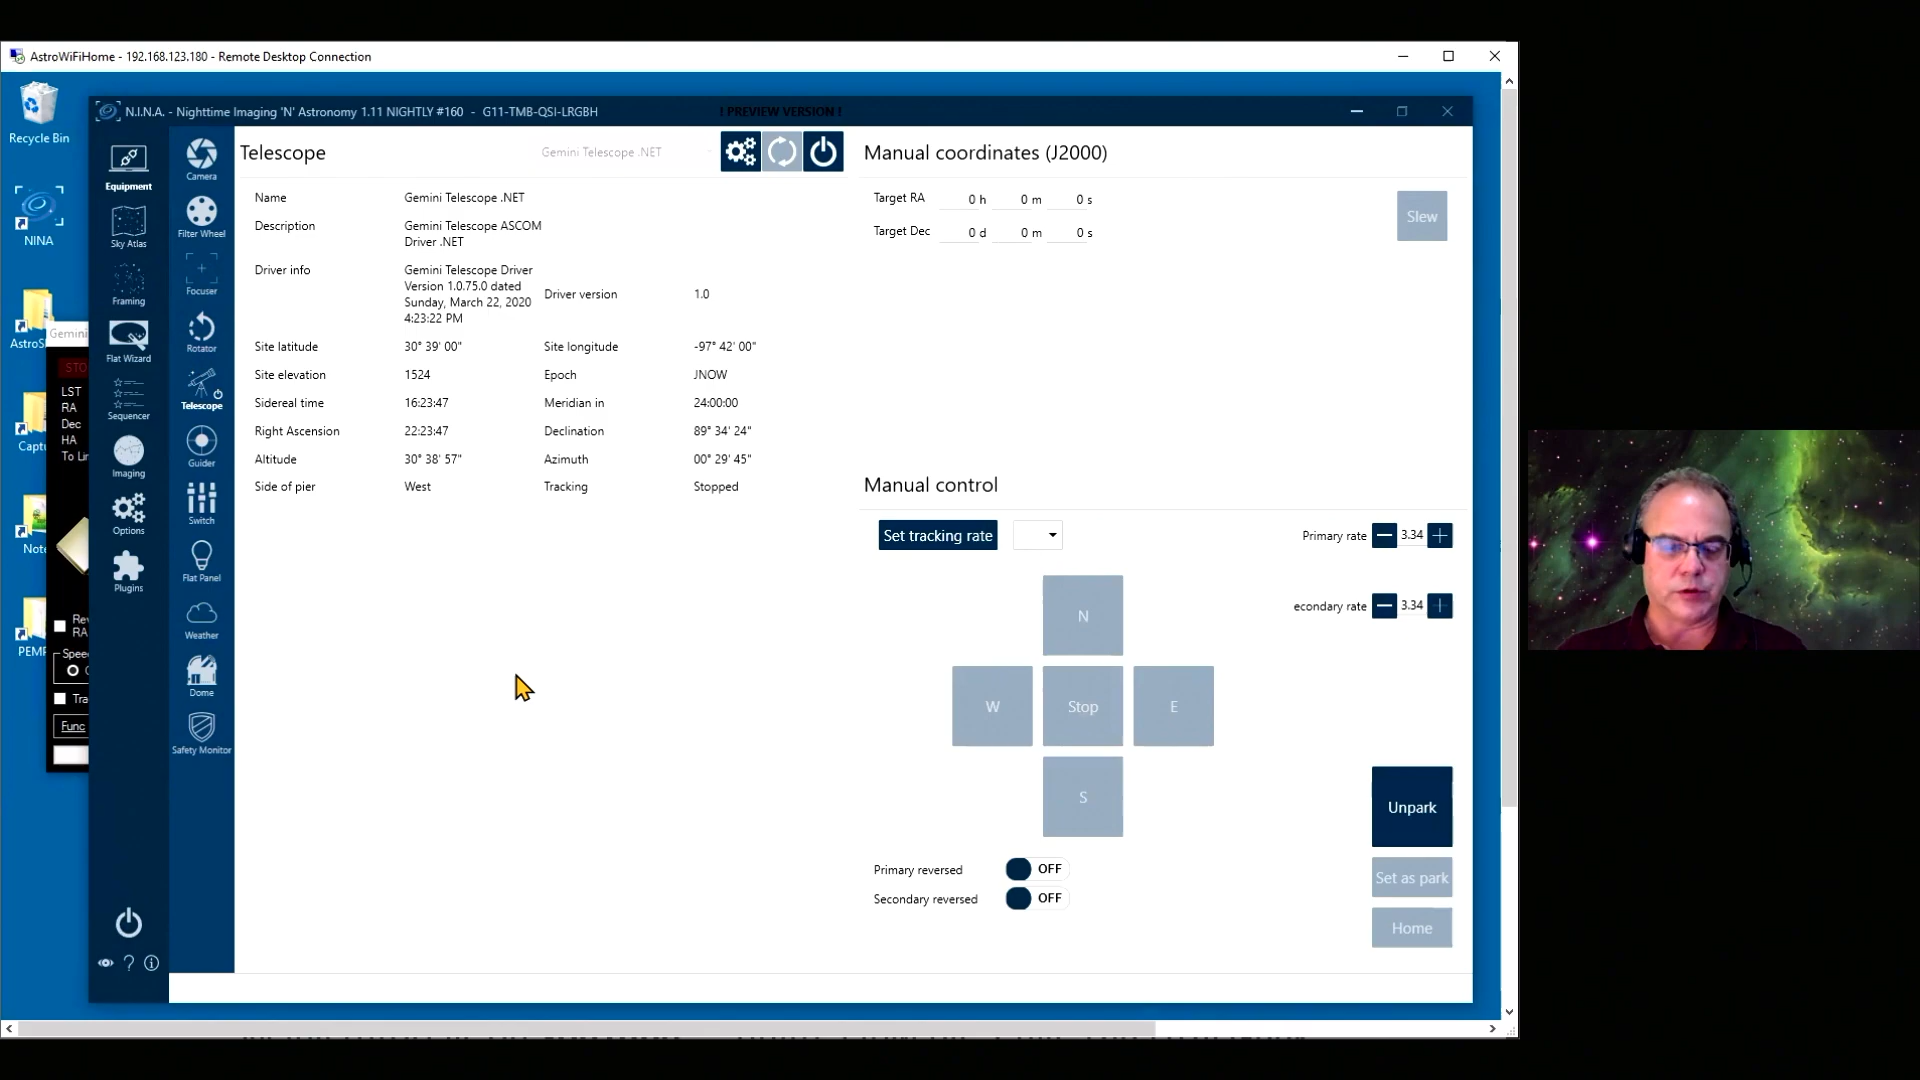 AstroWiFiHome - 192.168.123.180 - Remote Desktop Connection
Recycle Bin
NINA
LST
RA
Dec
HA
RA
Func
N.I.N.A. - Nighttime Imaging 'N' Astronomy 1.11 NIGHTLY #160 - G11-TMB-QSI-LRGBH
! PREVIEW VERSION !
Equipment
Sky Atlas
Framing
Flat Wizard
Sequencer
Imaging
Options
Plugins
?
Camera
Filter Wheel
Focuser
Rotator
Telescope
Guider
Switch
Flat Panel
Weather
Dome
Safety Monitor
Telescope
Gemini Telescope .NET
Name Gemini Telescope .NET
Description Gemini Telescope ASCOM
Driver .NET
Driver info Gemini Telescope Driver
Version 1.0.75.0 dated
Sunday, March 22, 2020
4:23:22 PM
Driver version 1.0
Site latitude 30° 39' 00" Site longitude -97° 42' 00"
Site elevation 1524 Epoch JNOW
Sidereal time 16:23:47 Meridian in 24:00:00
Right Ascension 22:23:47 Declination 89° 34' 24"
Altitude 30° 38' 57" Azimuth 00° 29' 45"
Side of pier West Tracking Stopped
Manual coordinates (J2000)
Target RA 0 h 0 m 0 s
Target Dec 0 d 0 m 0 s
Slew
Manual control
Set tracking rate
Primary rate 3.34
econdary rate 3.34
N
W Stop E
S
Unpark
Set as park
Home
Primary reversed OFF
Secondary reversed OFF